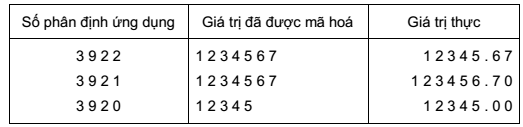 Số phân định ứng dụng Giá trị đã được mã hoá Giá trị thực
3 9 2 2 1 2 3 4 5 6 7 1 2 3 4 5 . 6 7
3 9 2 1 1 2 3 4 5 6 7 1 2 3 4 5 6 . 7 0
3 9 2 0 1 2 3 4 5 1 2 3 4 5 . 0 0